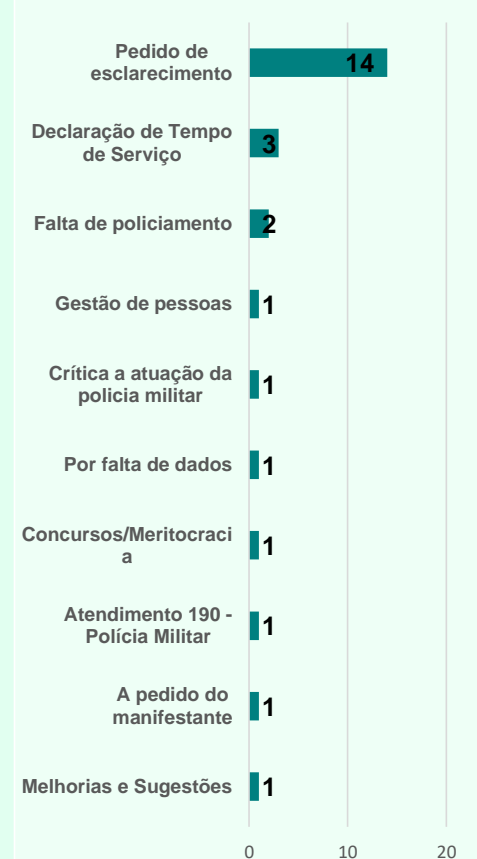 Pedido de
esclarecimento
14
Declaração de Tempo
de Serviço
3
Falta de policiamento
2
Gestão de pessoas
1
Crítica a atuação da
policia militar
1
Por falta de dados
1
Concursos/Meritocraci
a
1
Atendimento 190 -
Polícia Militar
1
A pedido do
manifestante
1
Melhorias e Sugestões
1
0 10 20